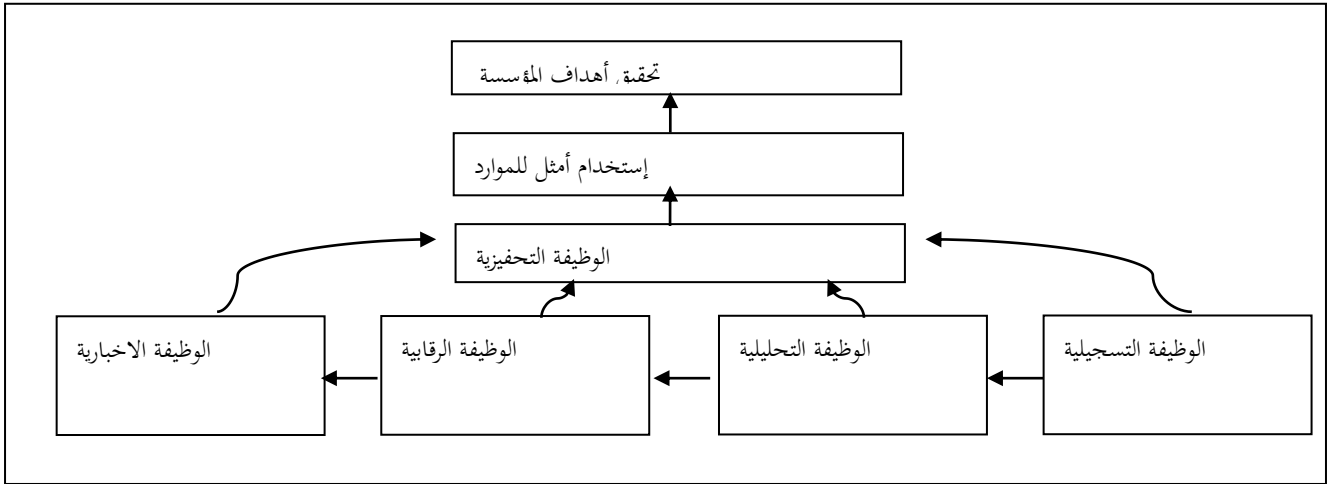 تحقيق أهداف المؤسسة
إستخدام أمثل للموارد
الوظيفة التحفيزية
الوظيفة التسجيلية
الوظيفة التحليلية
الوظيفة الرقابية
الوظيفة الاخبارية